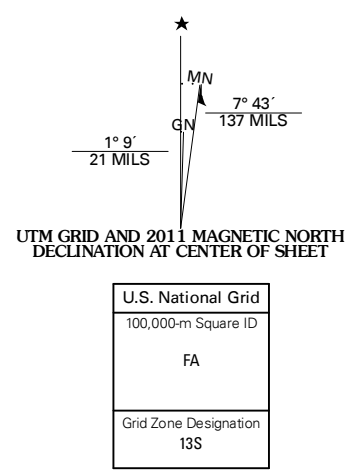 ★
MN
GN
7° 43´
137 MILS
1° 9´
21 MILS
UTM GRID AND 2011 MAGNETIC NORTH
DECLINATION AT CENTER OF SHEET
U.S. National Grid
100,000-m Square ID
FA
Grid Zone Designation
13S